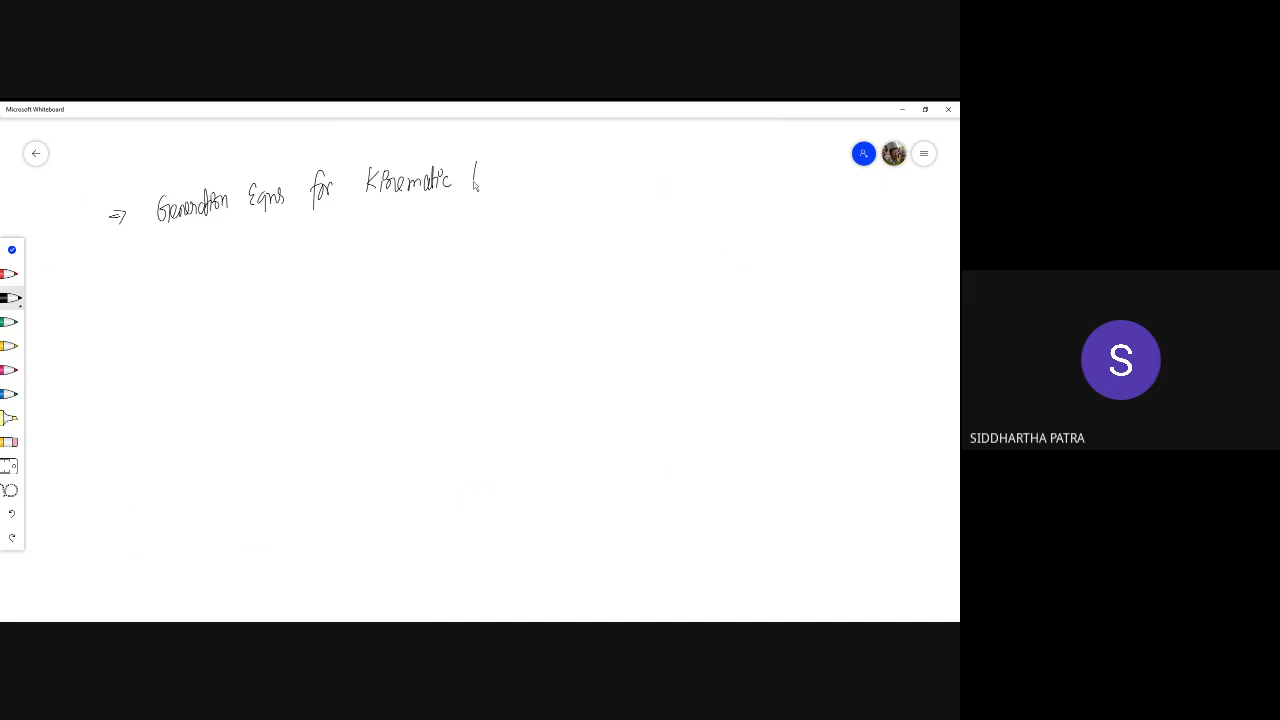 Microsoft Whiteboard
⇒ Generation Eqns for Kinematic
S
SIDDHARTHA PATRA